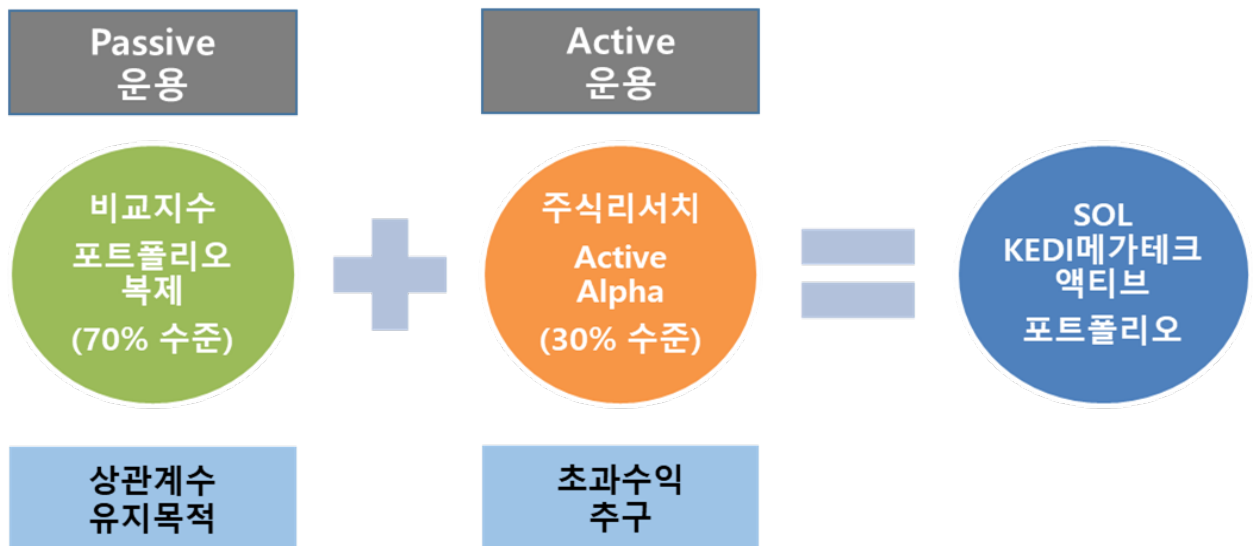 Passive
운용
비교지수
포트폴리오
복제
(70% 수준)
상관계수
유지목적
Active
운용
주식리서치
Active
Alpha
(30% 수준)
초과수익
추구
SOL
KEDI메가테크
액티브
포트폴리오